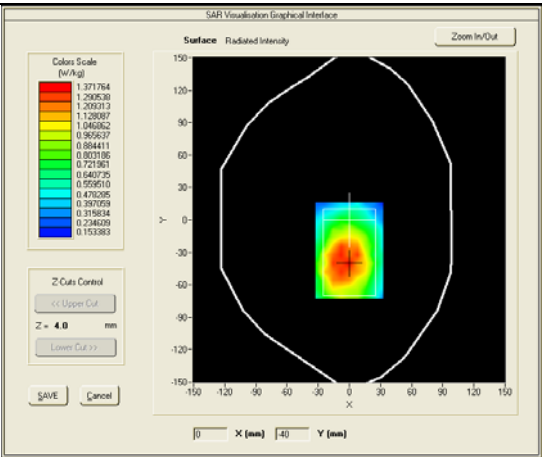 SAR Visualisation Graphical Interface
Surface Radiated Intensity
Zoom In/Out
Colors Scale
(W/kg)
1.371764
1.290538
1.209313
1.128087
1.046862
0.965637
0.884411
0.803186
0.721961
0.640735
0.559510
0.478285
0.397059
0.315834
0.234609
0.153383
150-
120-
90-
60-
30-
0-
-30-
-60-
-90-
-120-
-150-
Y
-150 -120 -90 -60 -30 0 30 60 90 120 150
X
Z-Cuts Control
<< Upper Cut
Z = 4.0 mm
Lower Cut >>
SAVE Cancel
0 X (mm) -40 Y (mm)